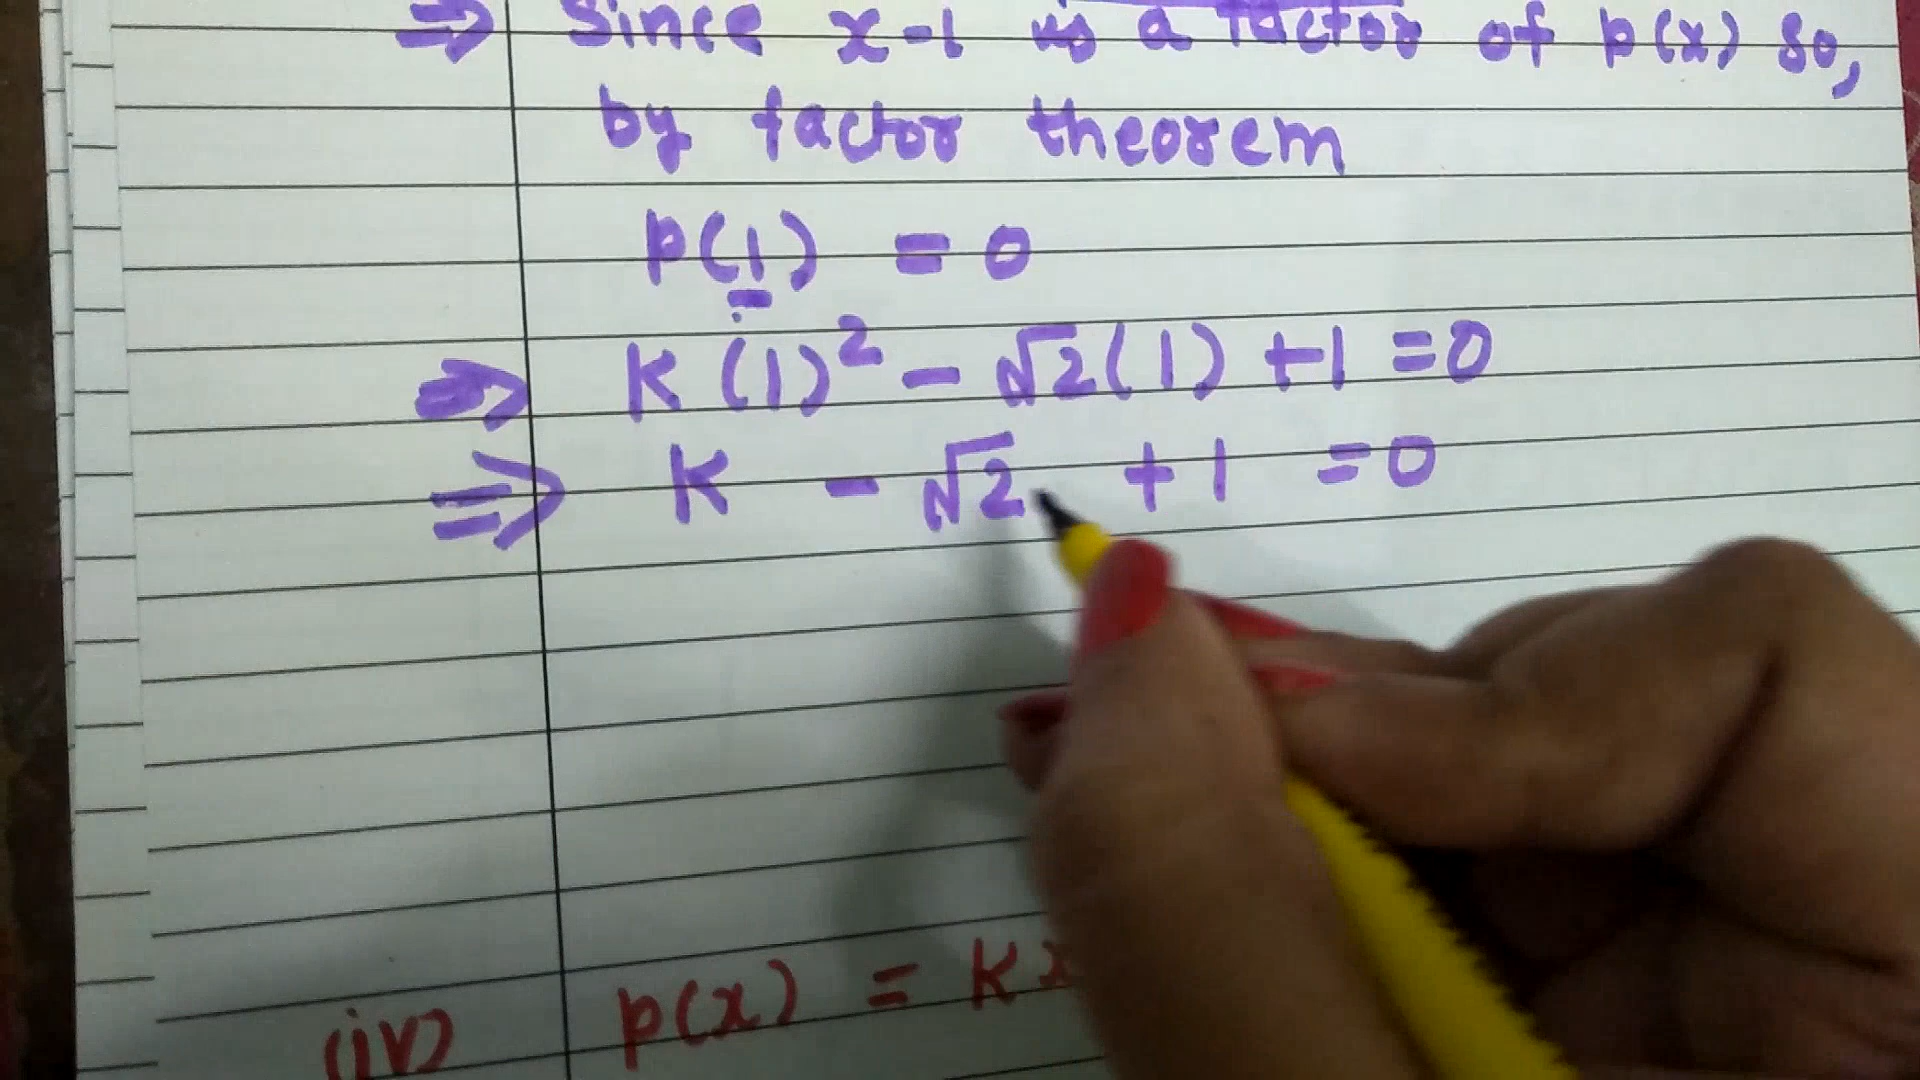 ⇒ Since x-1 is a factor of p(x) so,
by factor theorem
p(1) = 0
⇒ K(1)² - √2(1) +1 =0
⇒ K - √2 +1 =0
(iv) p(x) = Kx